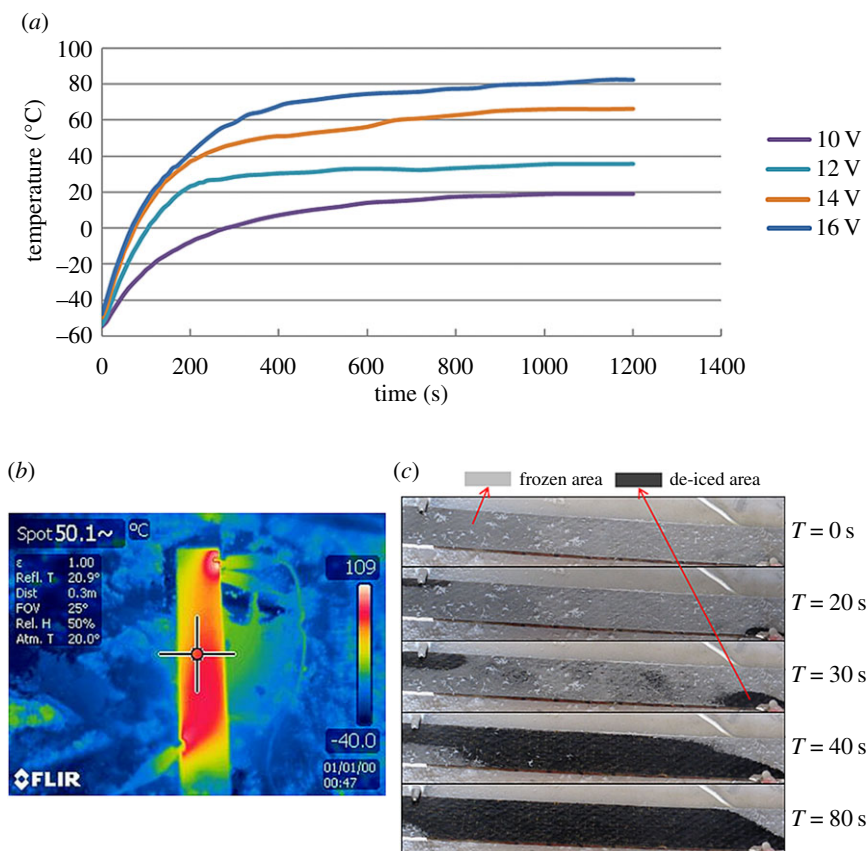 (a)
100
80
60
40
20
0
–20
–40
–60
temperature (°C)
0 200 400 600 800 1000 1200 1400
time (s)
10 V
12 V
14 V
16 V
(b)
Spot 50.1~ °C
ε 1.00
Refl. T 20.9°
Dist 0.3m
FOV 25°
Rel. H 50%
Atm. T 20.0°
109
-40.0
FLIR
01/01/00
00:47
(c)
frozen area de-iced area
T = 0 s
T = 20 s
T = 30 s
T = 40 s
T = 80 s